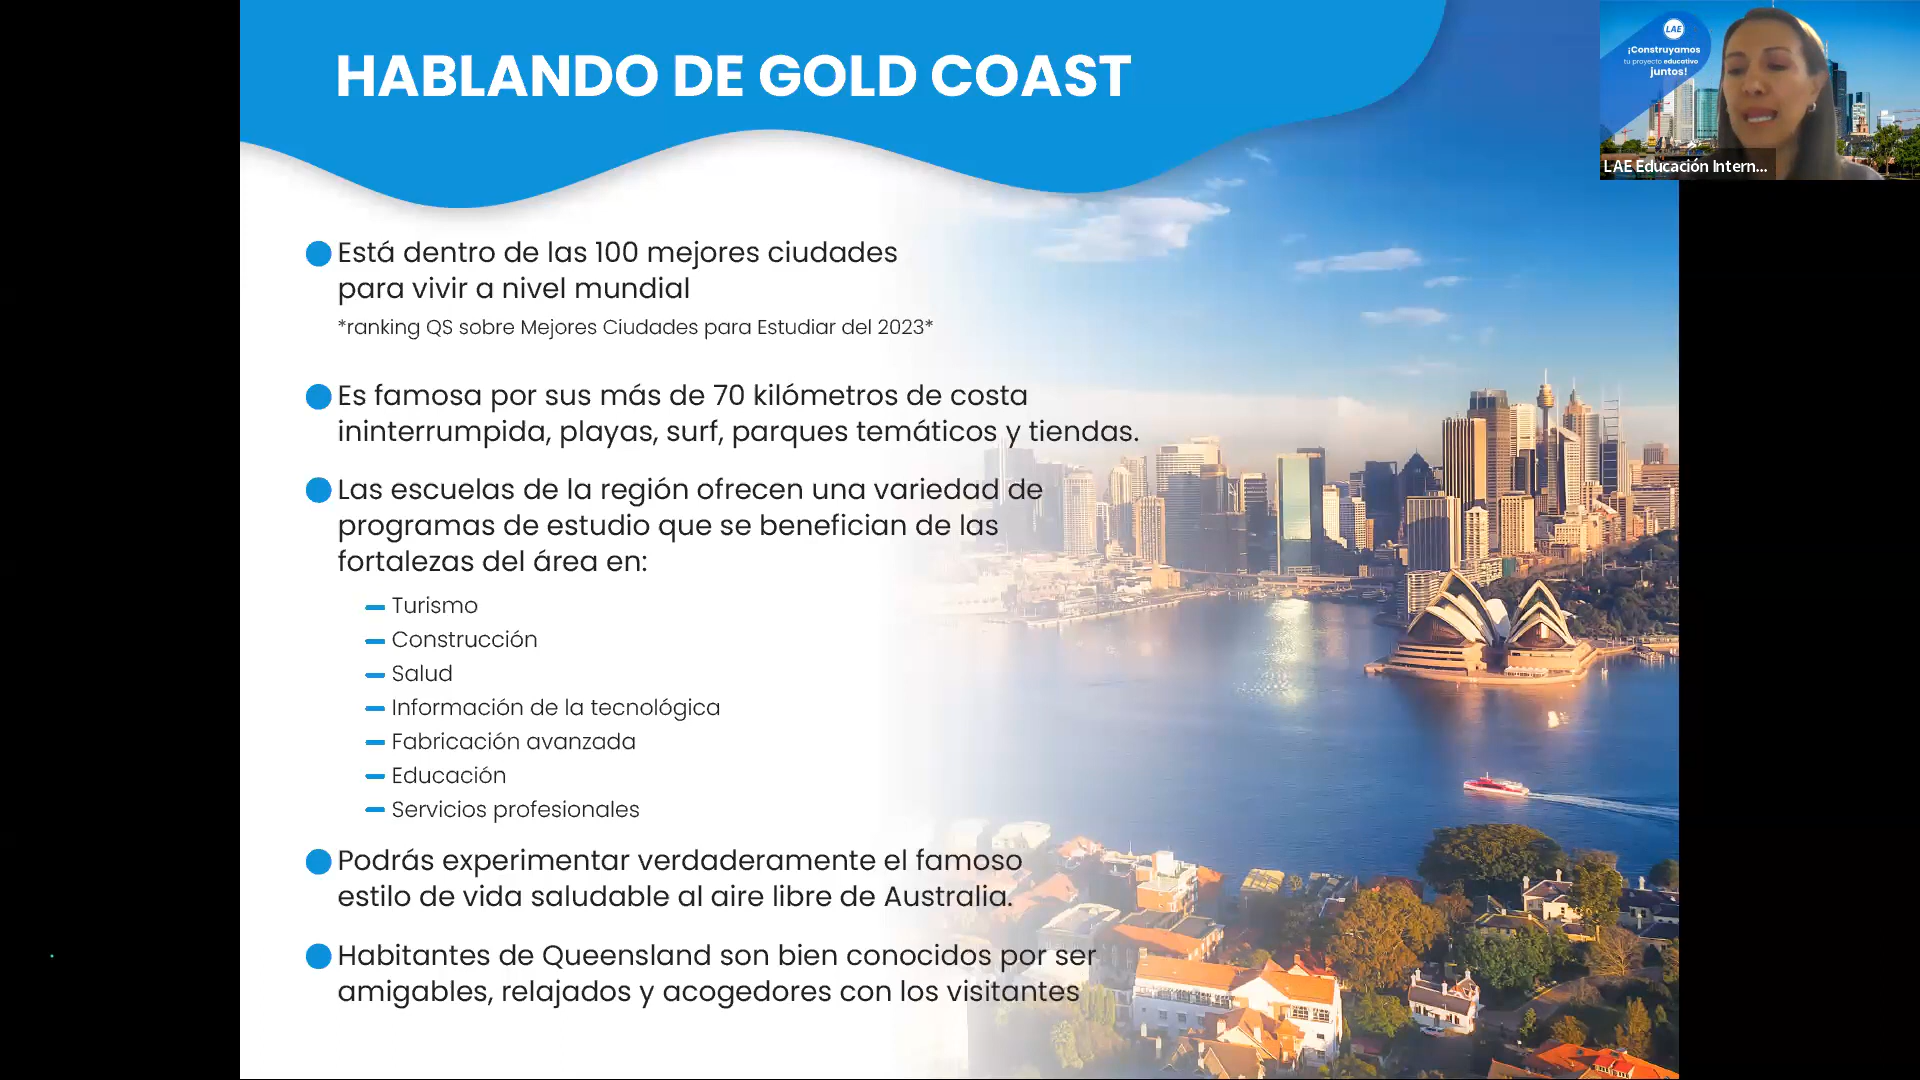 HABLANDO DE GOLD COAST
Está dentro de las 100 mejores ciudades
para vivir a nivel mundial
*ranking QS sobre Mejores Ciudades para Estudiar del 2023*
Es famosa por sus más de 70 kilómetros de costa
ininterrumpida, playas, surf, parques temáticos y tiendas.
Las escuelas de la región ofrecen una variedad de
programas de estudio que se benefician de las
fortalezas del área en:
Turismo
Construcción
Salud
Información de la tecnológica
Fabricación avanzada
Educación
Servicios profesionales
Podrás experimentar verdaderamente el famoso
estilo de vida saludable al aire libre de Australia.
Habitantes de Queensland son bien conocidos por ser
amigables, relajados y acogedores con los visitantes
LAE
¡Construyamos
tu proyecto educativo
juntos!
LAE Educación Intern...